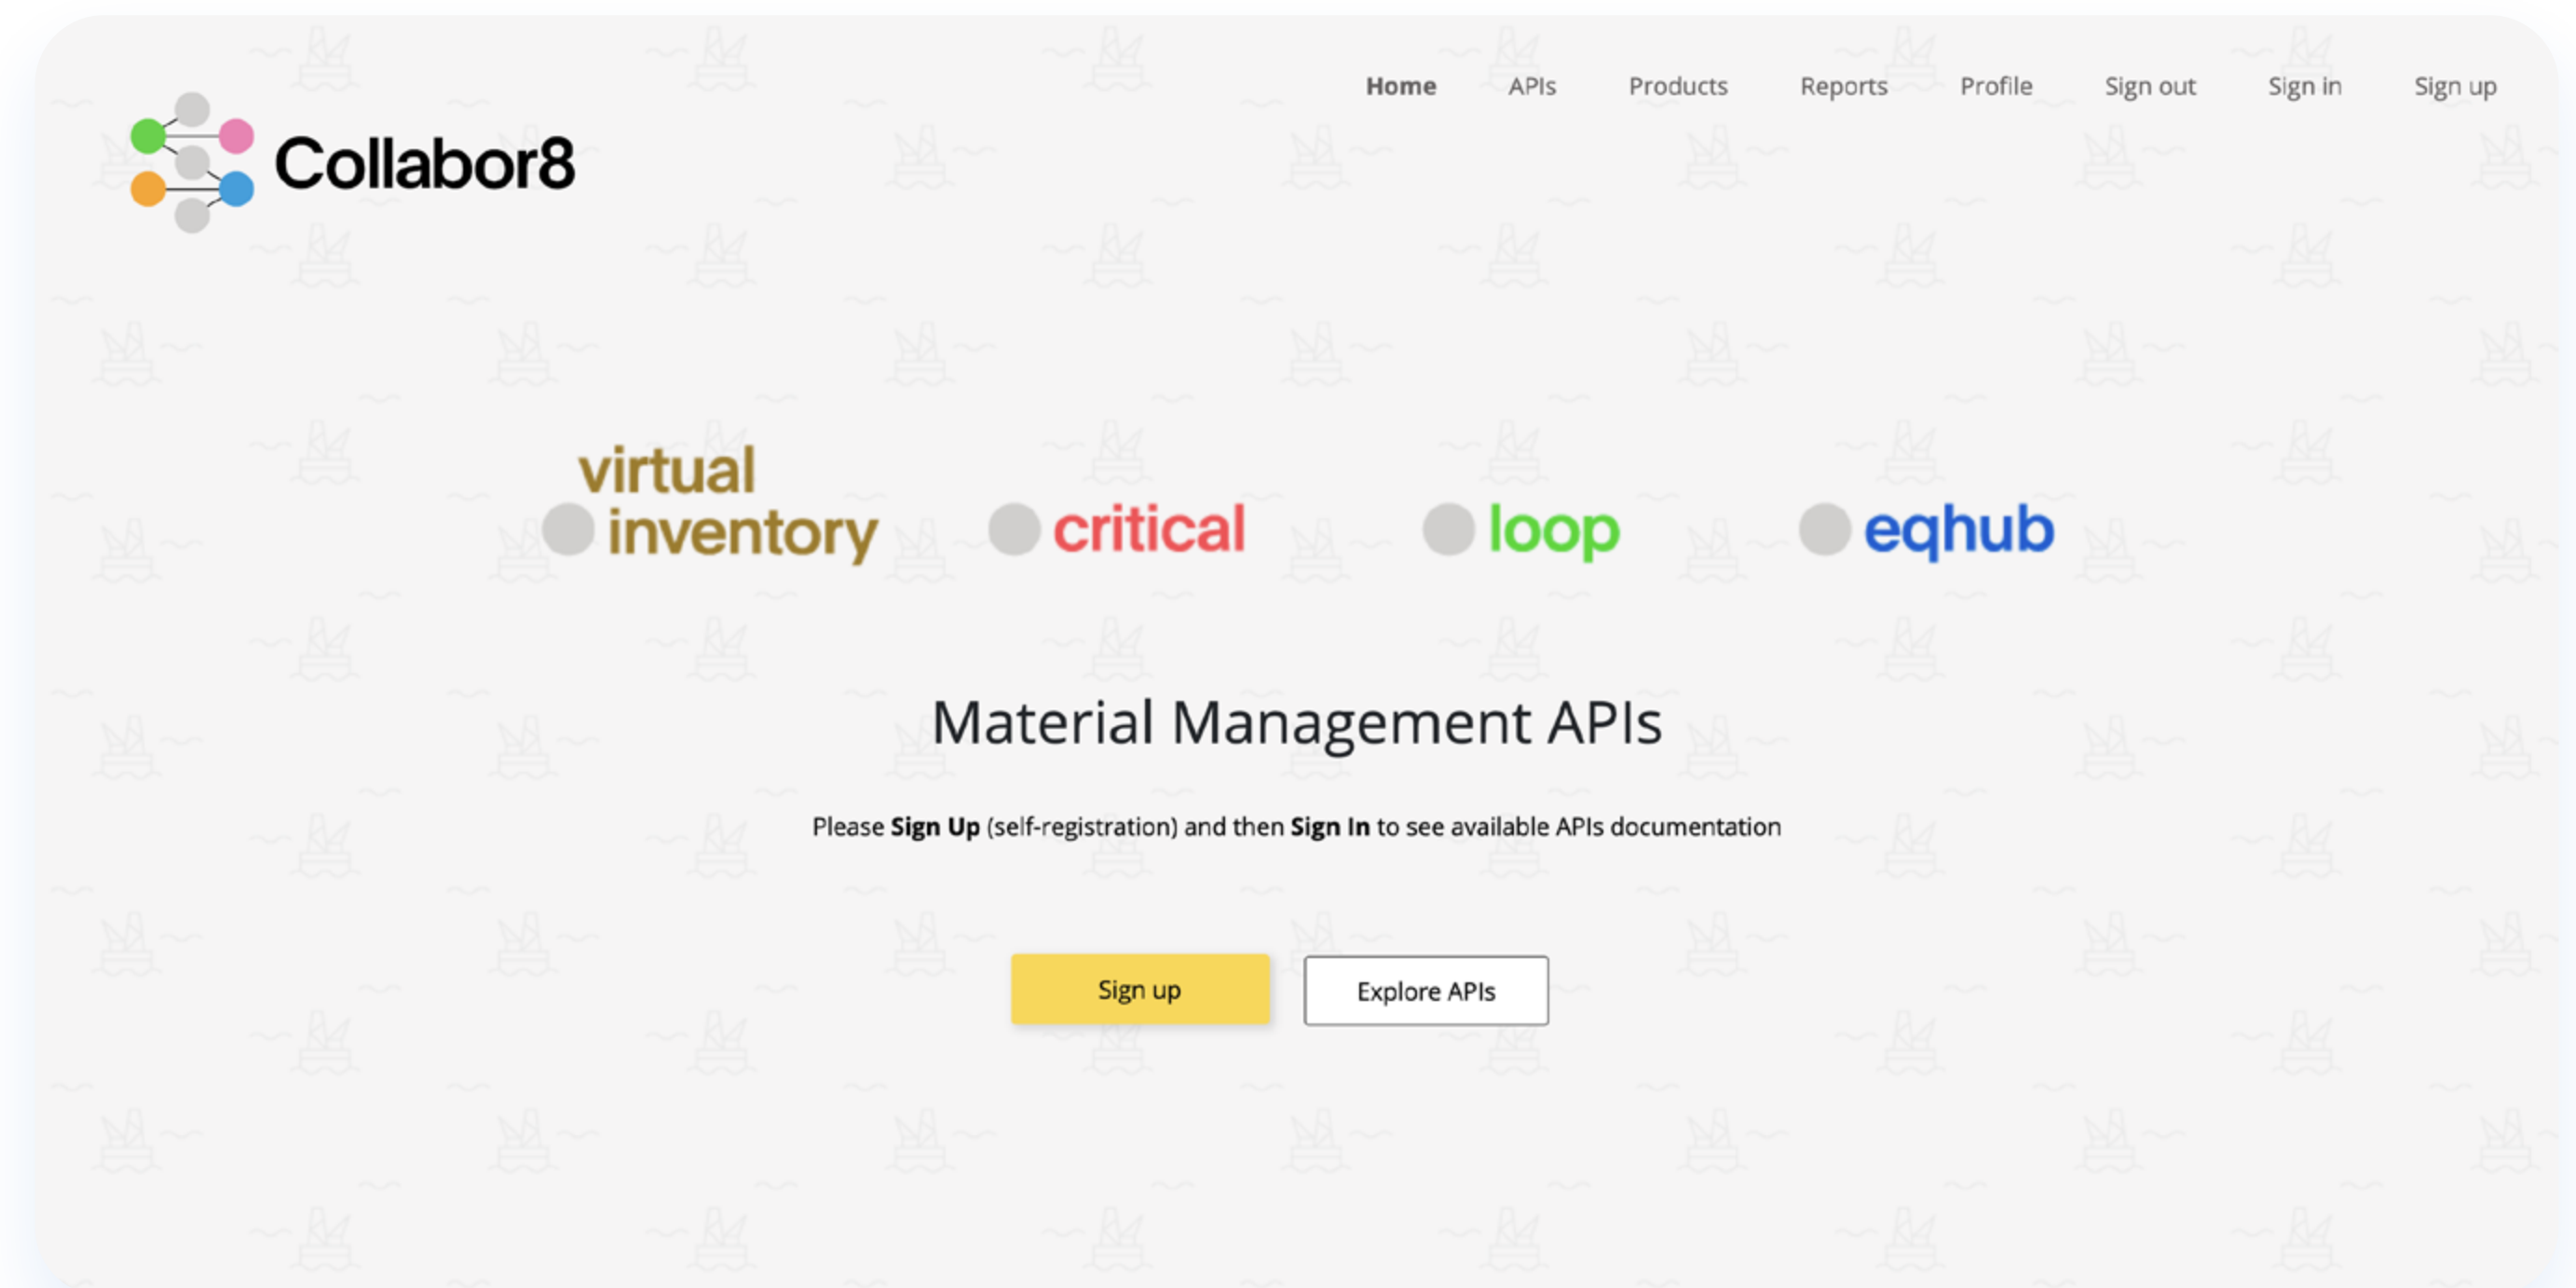 Home APIs Products Reports Profile Sign out Sign in Sign up
Collabor8
virtual
inventory
critical
loop
eqhub
Material Management APIs
Please Sign Up (self-registration) and then Sign In to see available APIs documentation
Sign up
Explore APIs